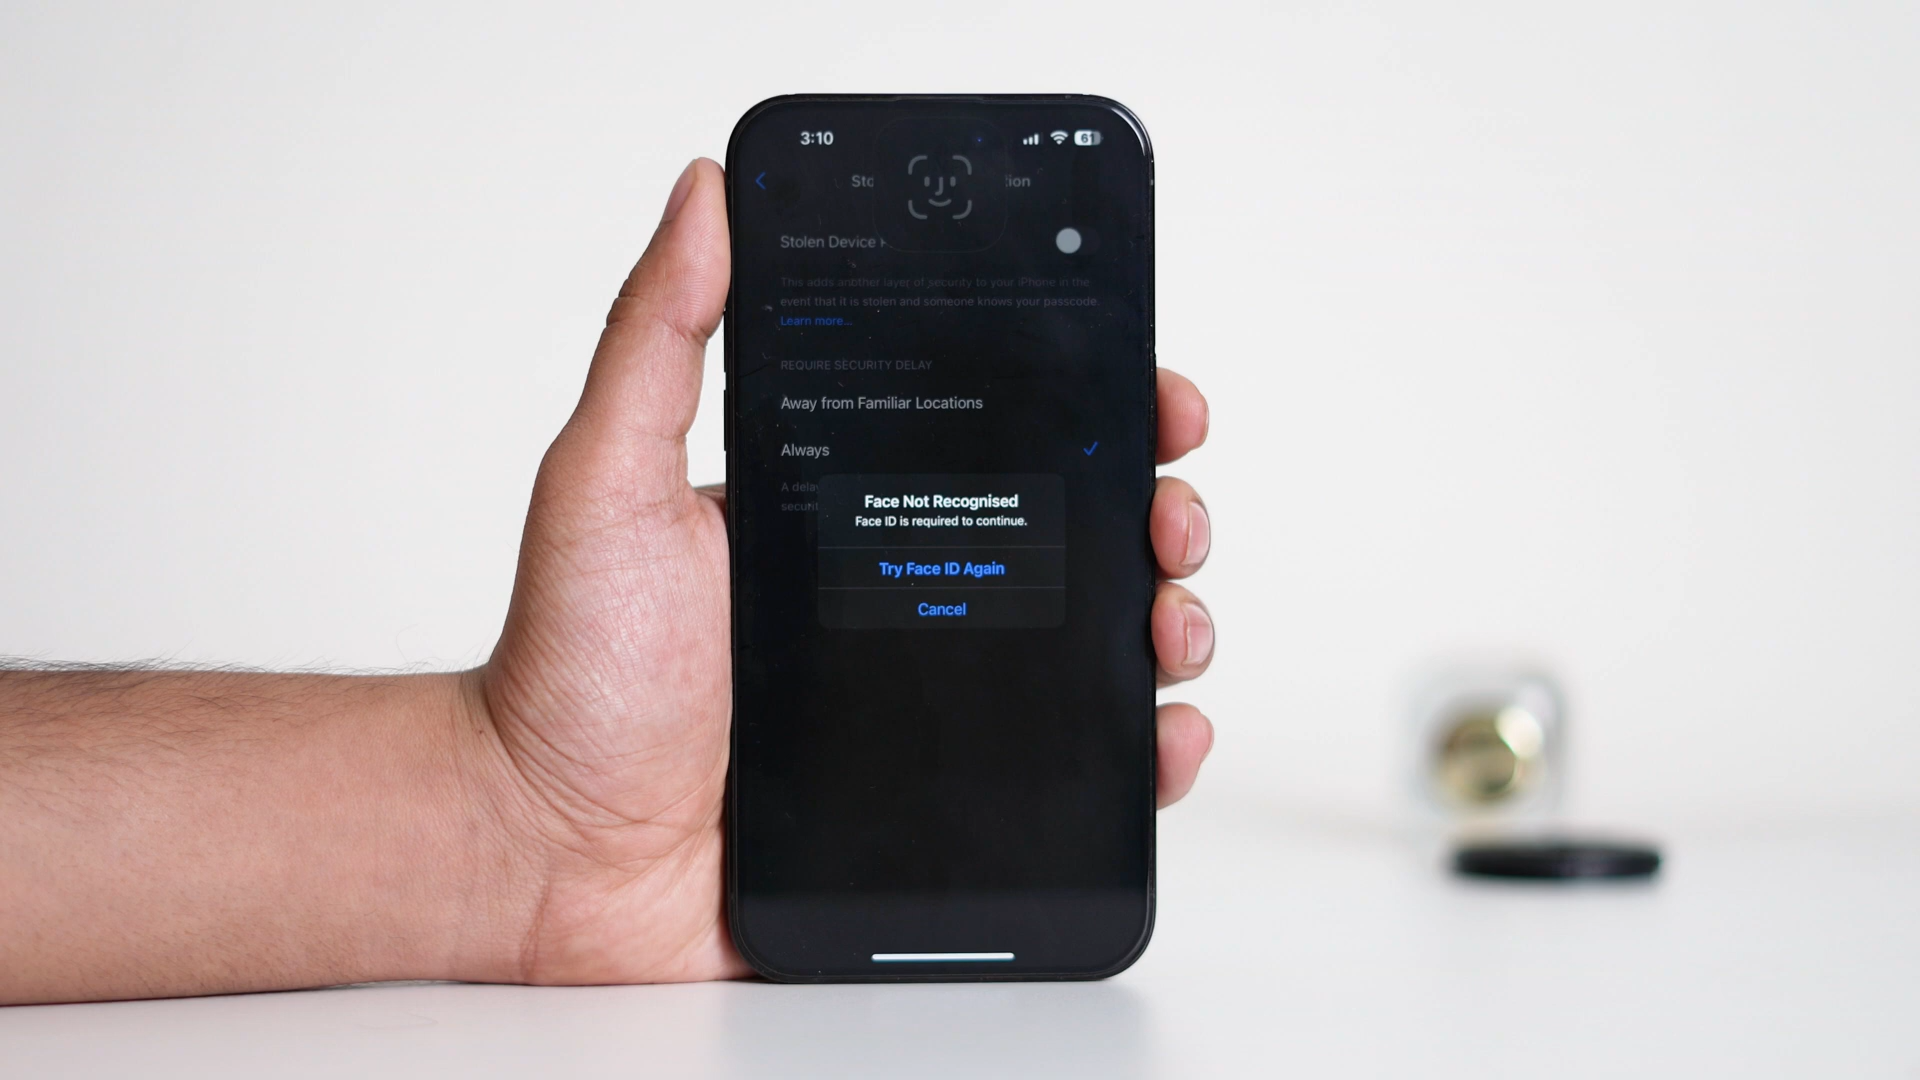 3:10
61
Sto
tion
Stolen Device
This adds another layer of security to your iPhone in the
event that it is stolen and someone knows your passcode.
Learn more...
REQUIRE SECURITY DELAY
Away from Familiar Locations
Always
A dela
securit
Face Not Recognised
Face ID is required to continue.
Try Face ID Again
Cancel